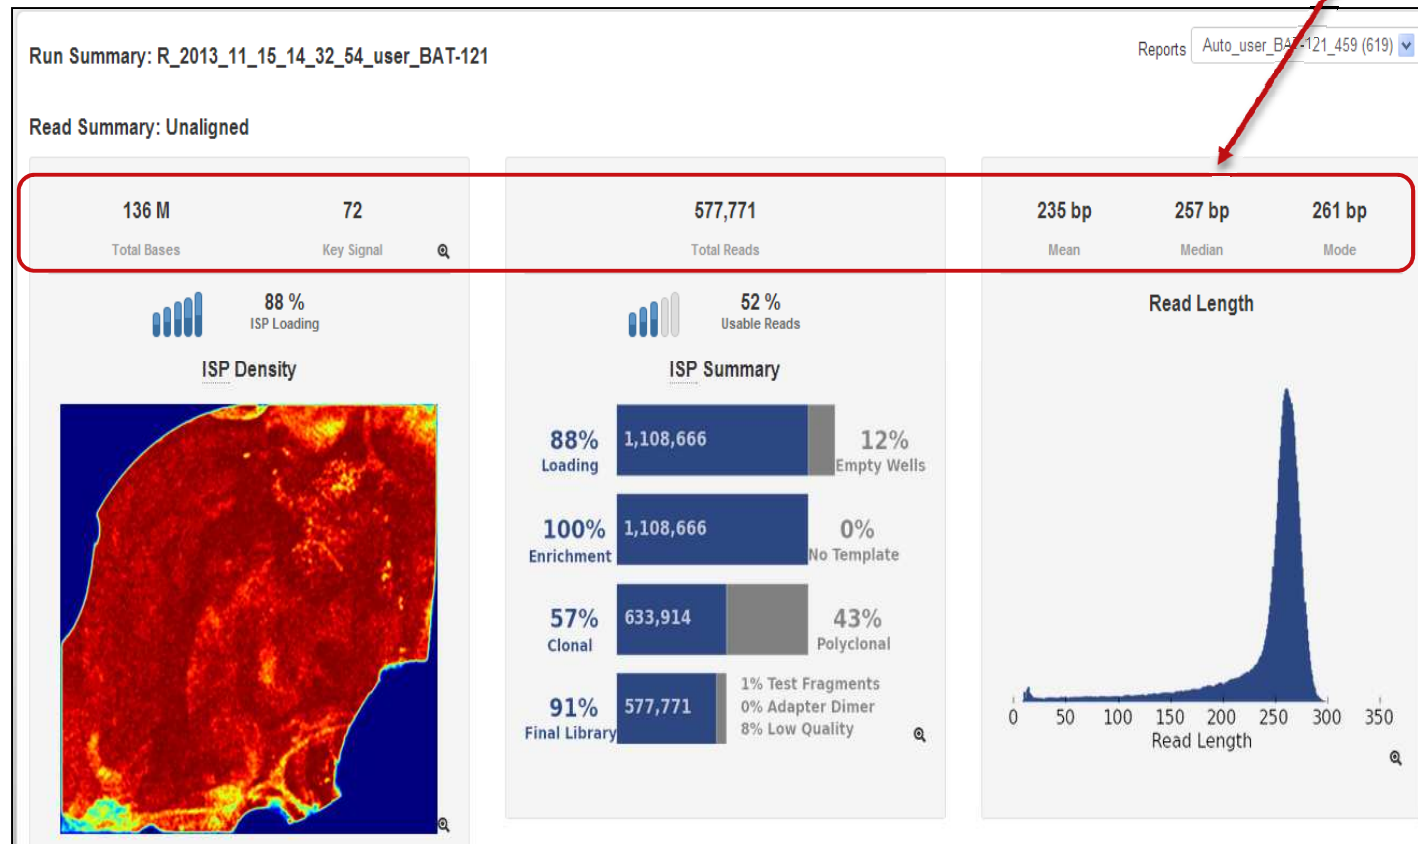 Run Summary: R_2013_11_15_14_32_54_user_BAT-121
Reports Auto_user_BAT-121_459 (619)
Read Summary: Unaligned
136 M
Total Bases
72
Key Signal
88 %
ISP Loading
ISP Density
577,771
Total Reads
52 %
Usable Reads
ISP Summary
88%
Loading
1,108,666
12%
Empty Wells
100%
Enrichment
1,108,666
0%
No Template
57%
Clonal
633,914
43%
Polyclonal
91%
Final Library
577,771
1% Test Fragments
0% Adapter Dimer
8% Low Quality
235 bp
Mean
257 bp
Median
261 bp
Mode
Read Length
0 50 100 150 200 250 300 350
Read Length